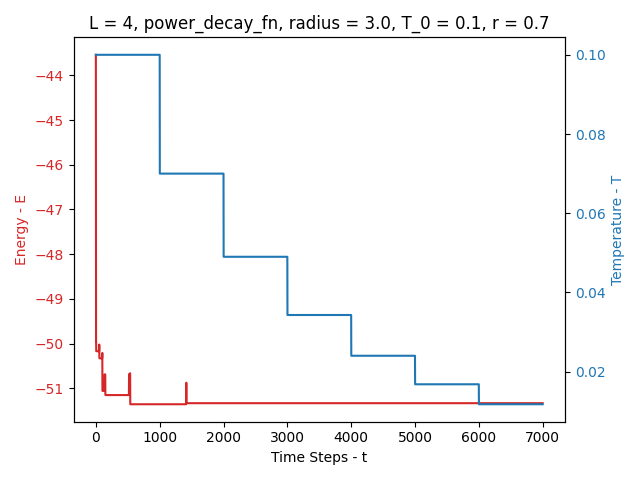 L = 4, power_decay_fn, radius = 3.0, T_0 = 0.1, r = 0.7
−44
−45
−46
−47
−48
−49
−50
−51
Energy - E
0.10
0.08
0.06
0.04
0.02
Temperature - T
0 1000 2000 3000 4000 5000 6000 7000
Time Steps - t